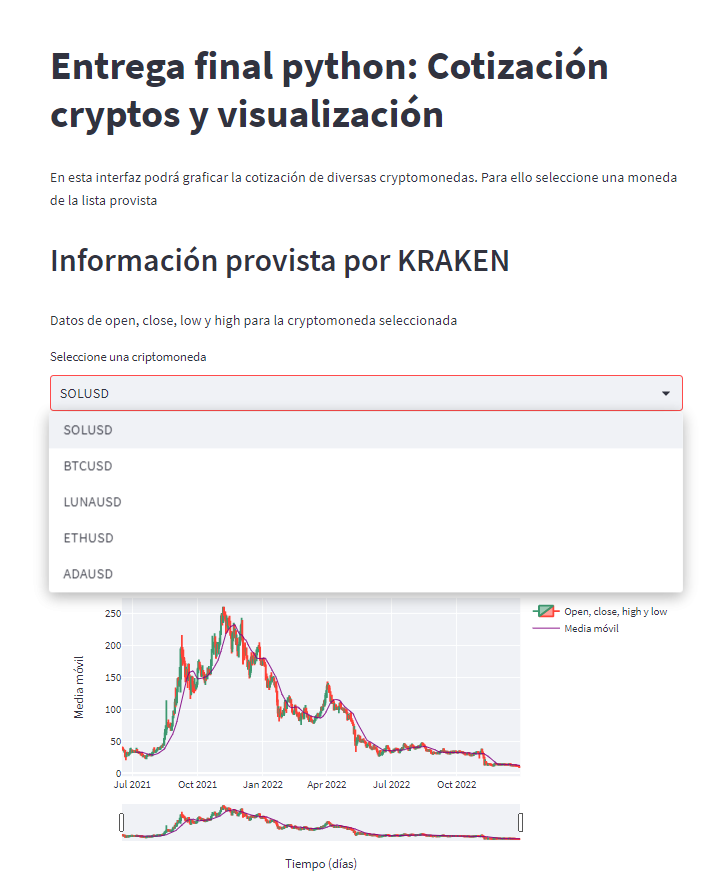 Entrega final python: Cotización
cryptos y visualización
En esta interfaz podrá graficar la cotización de diversas cryptomonedas. Para ello seleccione una moneda
de la lista provista
Información provista por KRAKEN
Datos de open, close, low y high para la cryptomoneda seleccionada
Seleccione una criptomoneda
SOLUSD
SOLUSD
BTCUSD
LUNAUSD
ETHUSD
ADAUSD
250
200
150
100
50
0
Media móvil
Jul 2021 Oct 2021 Jan 2022 Apr 2022 Jul 2022 Oct 2022
Open, close, high y low
Media móvil
Tiempo (días)